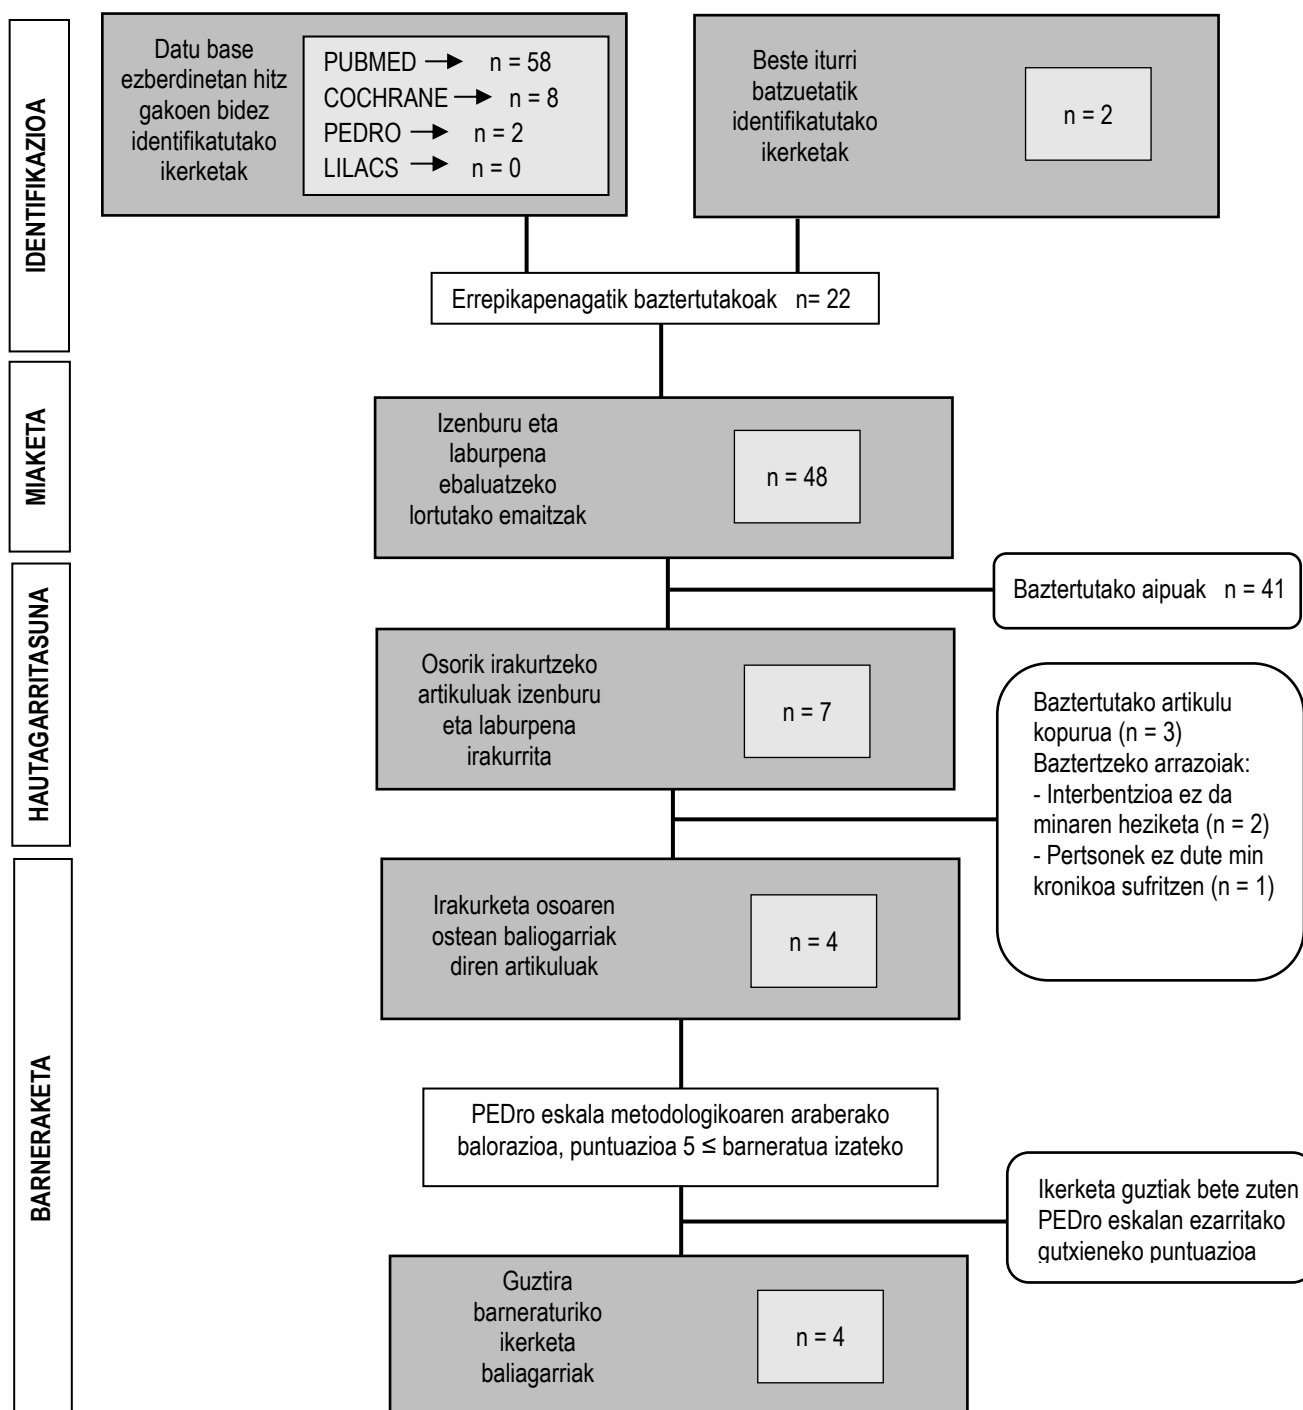 IDENTIFIKAZIOA
Datu base
ezberdinetan hitz
gakoen bidez
identifikatutako
ikerketak
PUBMED → n = 58
COCHRANE → n = 8
PEDRO → n = 2
LILACS → n = 0
Beste iturri
batzuetatik
identifikatutako
ikerketak
n = 2
Errepikapenagatik baztertutakoak n= 22
MIAKETA
Izenburu eta
laburpena
ebaluatzeko
lortutako emaitzak
n = 48
HAUTAGARRITASUNA
Baztertutako aipuak n = 41
Osorik irakurtzeko
artikuluak izenburu
eta laburpena
irakurrita
n = 7
Baztertutako artikulu
kopurua (n = 3)
Baztertzeko arrazoiak:
- Interbentzioa ez da
minaren heziketa (n = 2)
- Pertsonek ez dute min
kronikoa sufritzen (n = 1)
BARNERAKETA
Irakurketa osoaren
ostean baliogarriak
diren artikuluak
n = 4
PEDro eskala metodologikoaren araberako
balorazioa, puntuazioa 5 ≤ barneratua izateko
Ikerketa guztiak bete zuten
PEDro eskalan ezarritako
gutxieneko puntuazioa
Guztira
barneraturiko
ikerketa
baliagarriak
n = 4